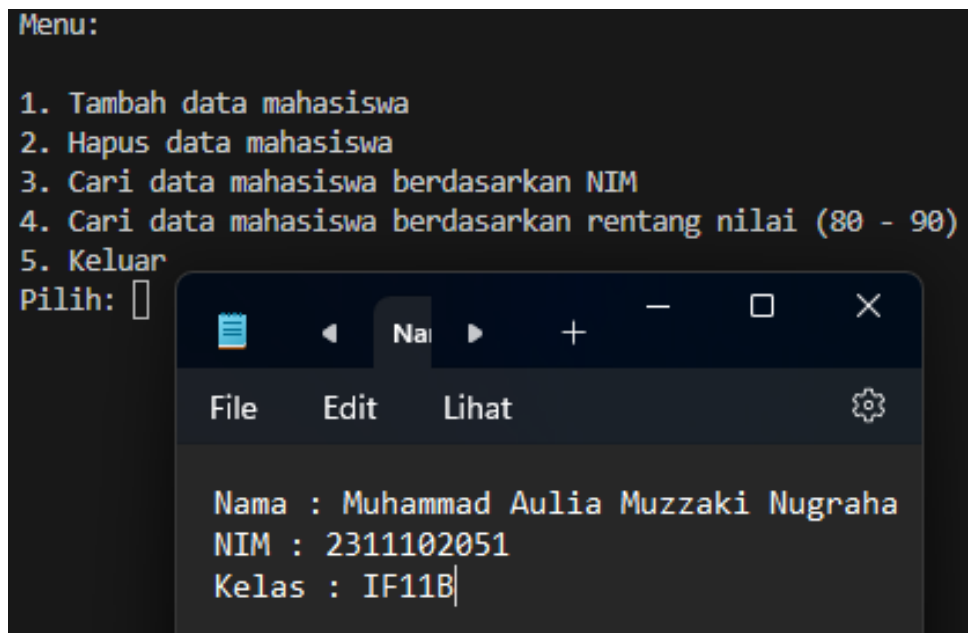 Menu:
1. Tambah data mahasiswa
2. Hapus data mahasiswa
3. Cari data mahasiswa berdasarkan NIM
4. Cari data mahasiswa berdasarkan rentang nilai (80 - 90)
5. Keluar
Pilih:
Nar
File Edit Lihat
Nama : Muhammad Aulia Muzzaki Nugraha
NIM : 2311102051
Kelas : IF11B